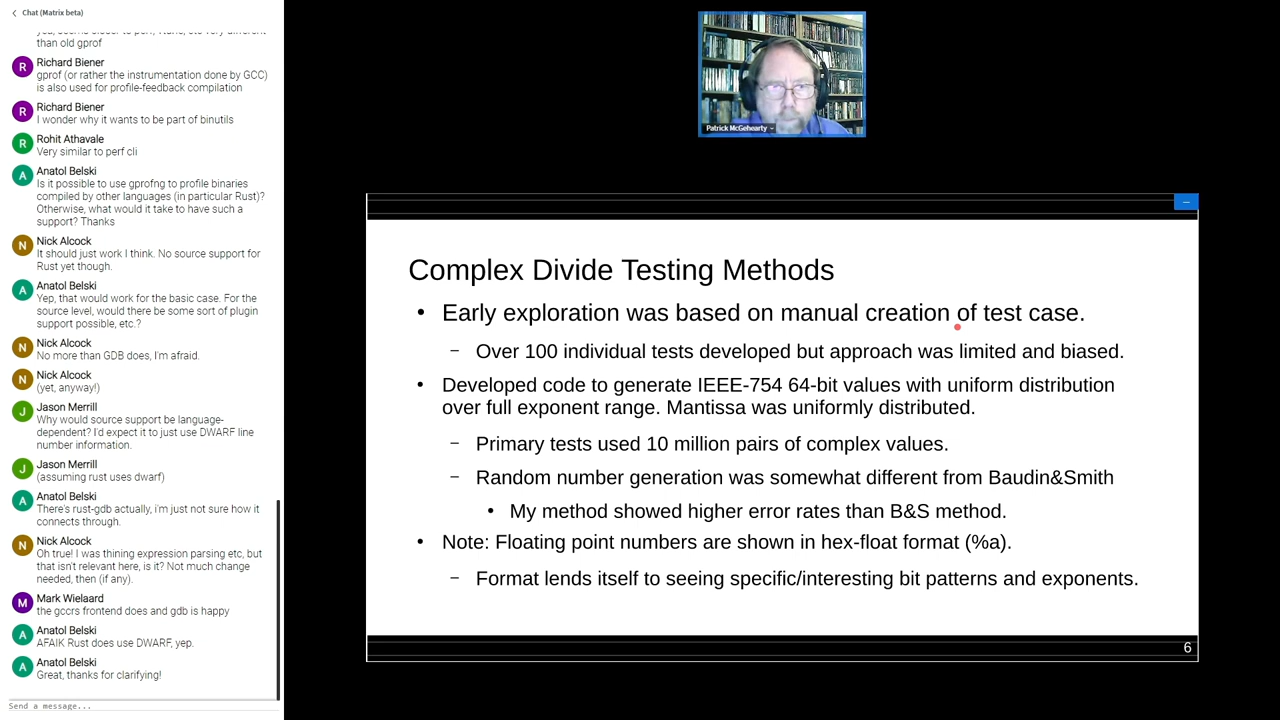 Chat (Matrix beta)
than old gprof
R
Richard Biener
gprof (or rather the instrumentation done by GCC)
is also used for profile-feedback compilation
R
Richard Biener
I wonder why it wants to be part of binutils
R
Rohit Athavale
Very similar to perf cli
A
Anatol Belski
Is it possible to use gprofng to profile binaries
compiled by other languages (in particular Rust)?
Otherwise, what would it take to have such a
support? Thanks
N
Nick Alcock
It should just work I think. No source support for
Rust yet though.
A
Anatol Belski
Yep, that would work for the basic case. For the
source level, would there be some sort of plugin
support possible, etc.?
N
Nick Alcock
No more than GDB does, I'm afraid.
N
Nick Alcock
(yet, anyway!)
J
Jason Merrill
Why would source support be language-
dependent? I'd expect it to just use DWARF line
number information.
J
Jason Merrill
(assuming rust uses dwarf)
A
Anatol Belski
There's rust-gdb actually, i'm just not sure how it
connects through.
N
Nick Alcock
Oh true! I was thining expression parsing etc, but
that isn't relevant here, is it? Not much change
needed, then (if any).
M
Mark Wielaard
the gccrs frontend does and gdb is happy
A
Anatol Belski
AFAIK Rust does use DWARF, yep.
A
Anatol Belski
Great, thanks for clarifying!
Send a message...
Patrick McGehearty
Complex Divide Testing Methods
• Early exploration was based on manual creation of test case.
– Over 100 individual tests developed but approach was limited and biased.
• Developed code to generate IEEE-754 64-bit values with uniform distribution
over full exponent range. Mantissa was uniformly distributed.
– Primary tests used 10 million pairs of complex values.
– Random number generation was somewhat different from Baudin&Smith
• My method showed higher error rates than B&S method.
• Note: Floating point numbers are shown in hex-float format (%a).
– Format lends itself to seeing specific/interesting bit patterns and exponents.
6